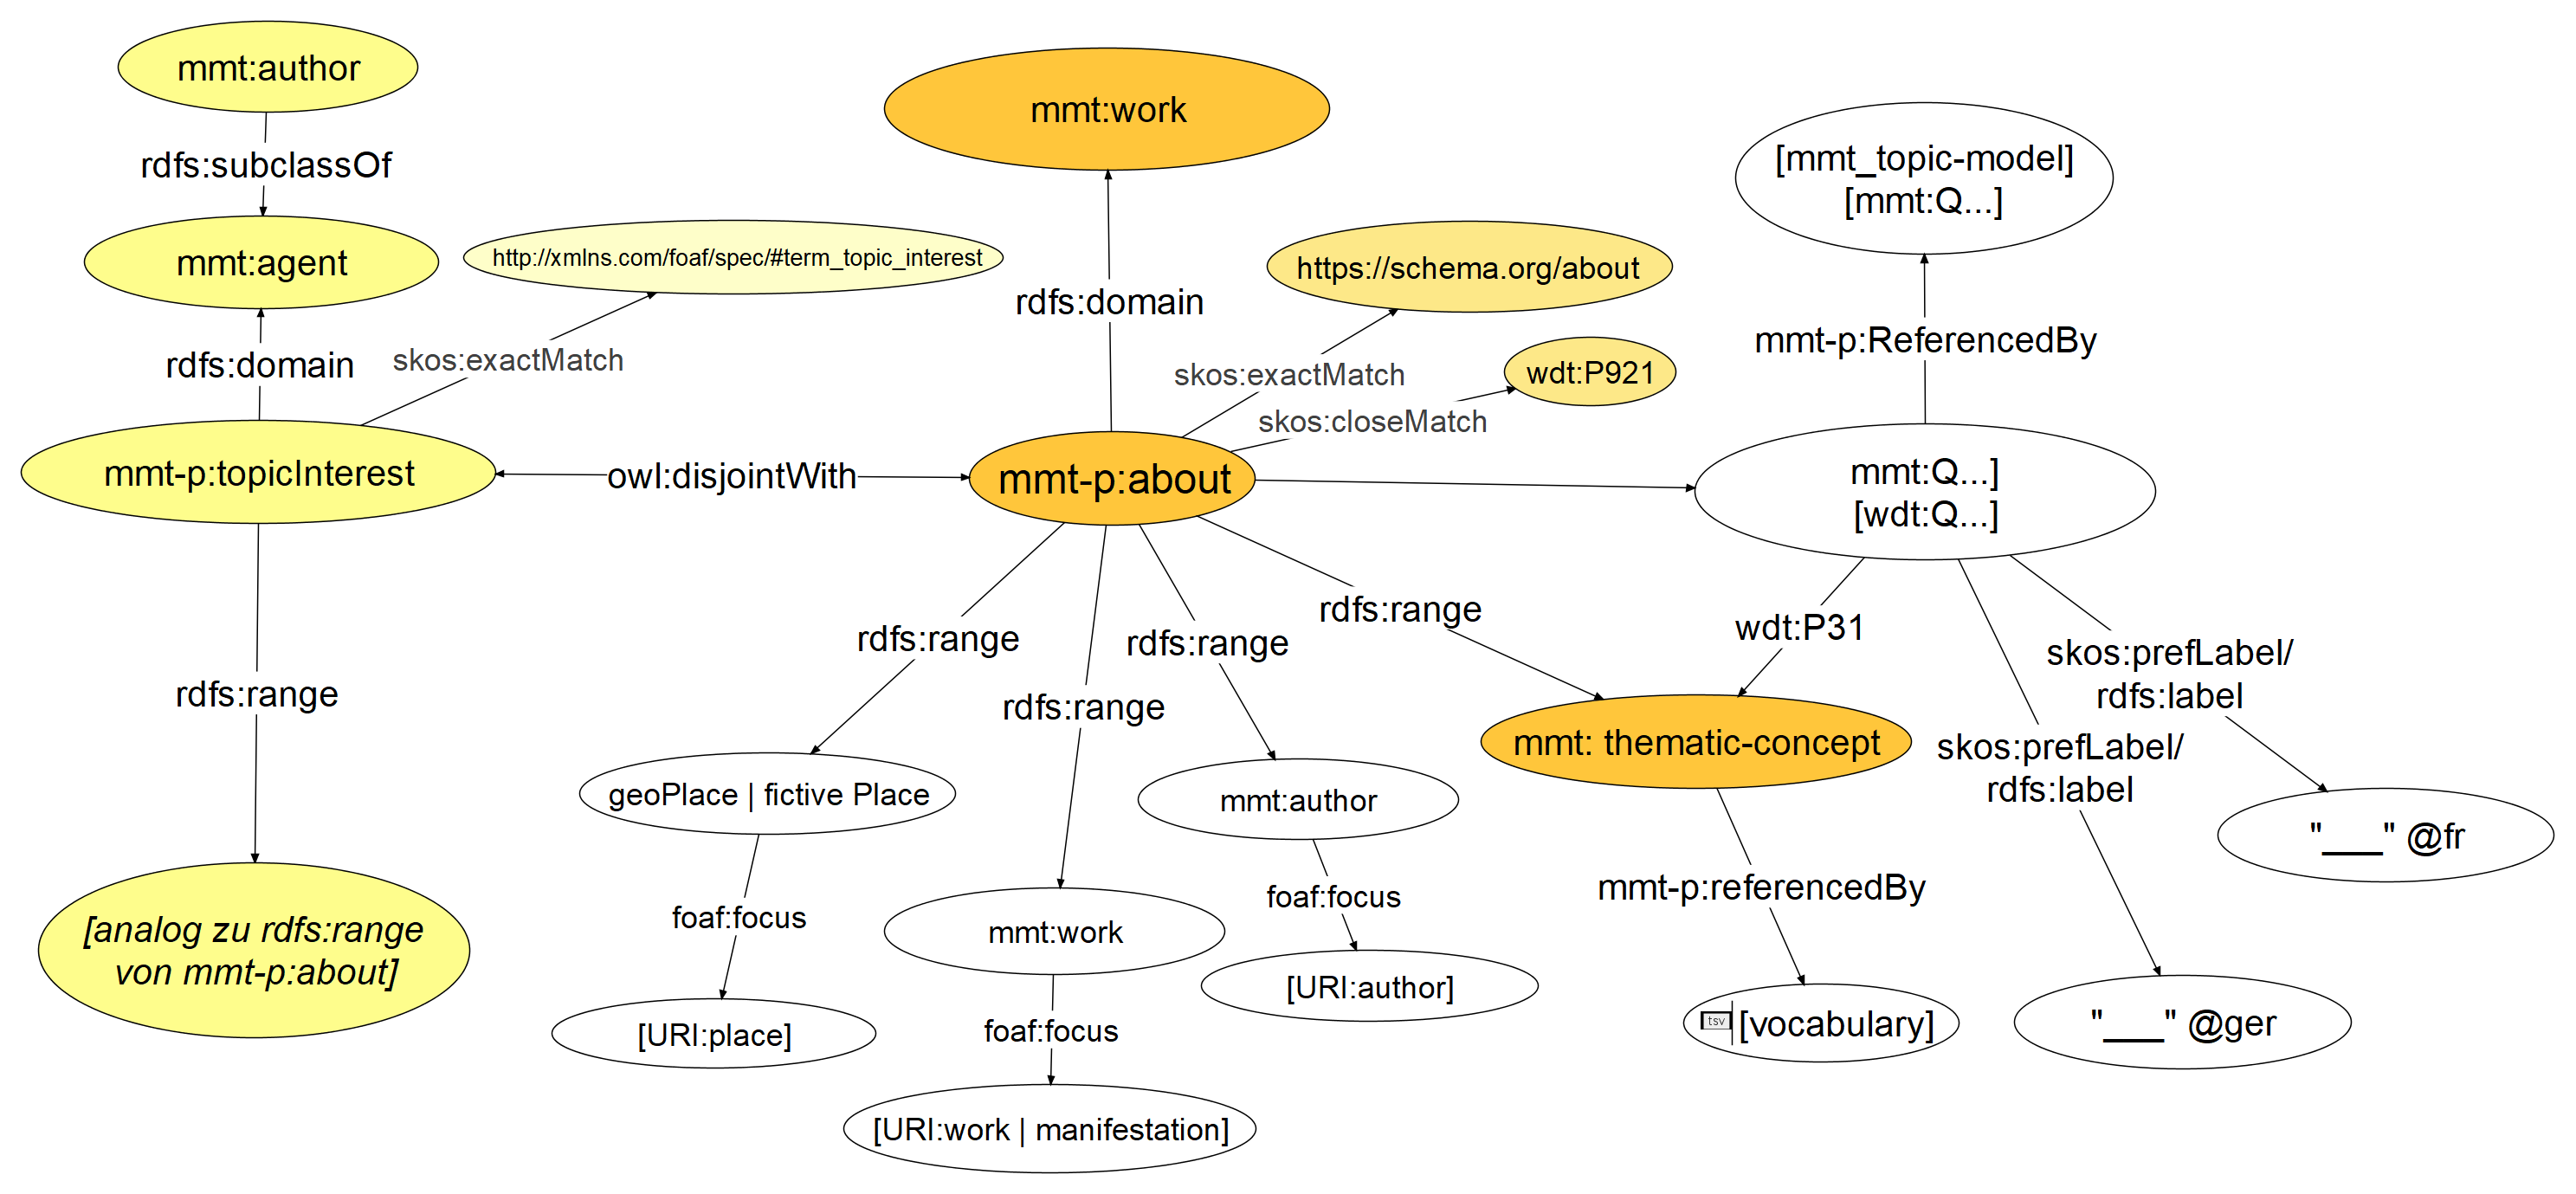 mmt:author
rdfs:subclassOf
mmt:agent
rdfs:domain
http://xmlns.com/foaf/spec/#term_topic_interest
skos:exactMatch
mmt-p:topicInterest
rdfs:range
[analog zu rdfs:range
von mmt-p:about]
owl:disjointWith
mmt:work
rdfs:domain
https://schema.org/about
skos:exactMatch
wdt:P921
skos:closeMatch
mmt-p:about
[mmt_topic-model]
[mmt:Q...]
mmt-p:ReferencedBy
mmt:Q...]
[wdt:Q...]
rdfs:range
geoPlace | fictive Place
foaf:focus
[URI:place]
rdfs:range
mmt:work
foaf:focus
[URI:work | manifestation]
rdfs:range
mmt:author
foaf:focus
[URI:author]
rdfs:range
wdt:P31
mmt: thematic-concept
mmt-p:referencedBy
tsv
[vocabulary]
skos:prefLabel/
rdfs:label
"___" @fr
skos:prefLabel/
rdfs:label
"___" @ger